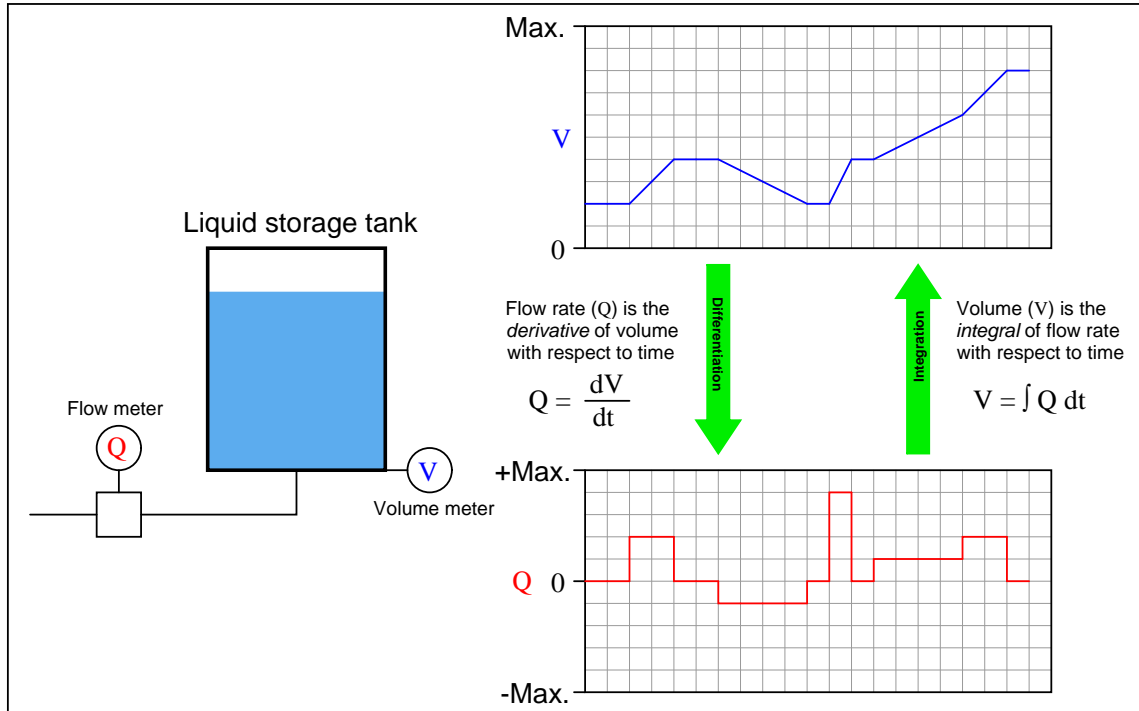 Liquid storage tank
Flow meter
Q
V
Volume meter
Max.
V
0
Flow rate (Q) is the
derivative of volume
with respect to time
Q = dV
dt
Differentiation
Integration
Volume (V) is the
integral of flow rate
with respect to time
V = ∫ Q dt
+Max.
Q 0
-Max.